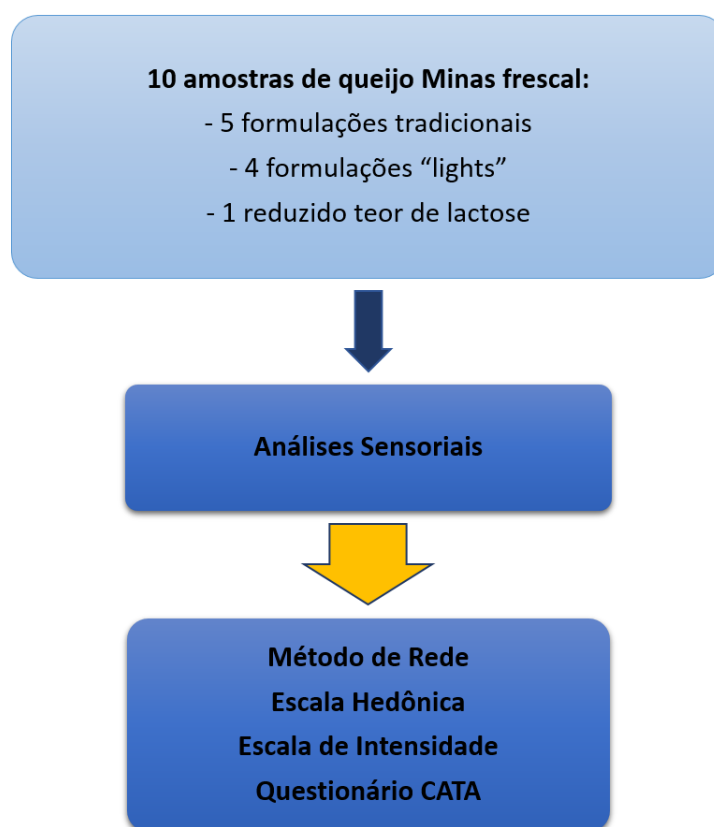 10 amostras de queijo Minas frescal:
- 5 formulações tradicionais
- 4 formulações “lights”
- 1 reduzido teor de lactose
Análises Sensoriais
Método de Rede
Escala Hedônica
Escala de Intensidade
Questionário CATA